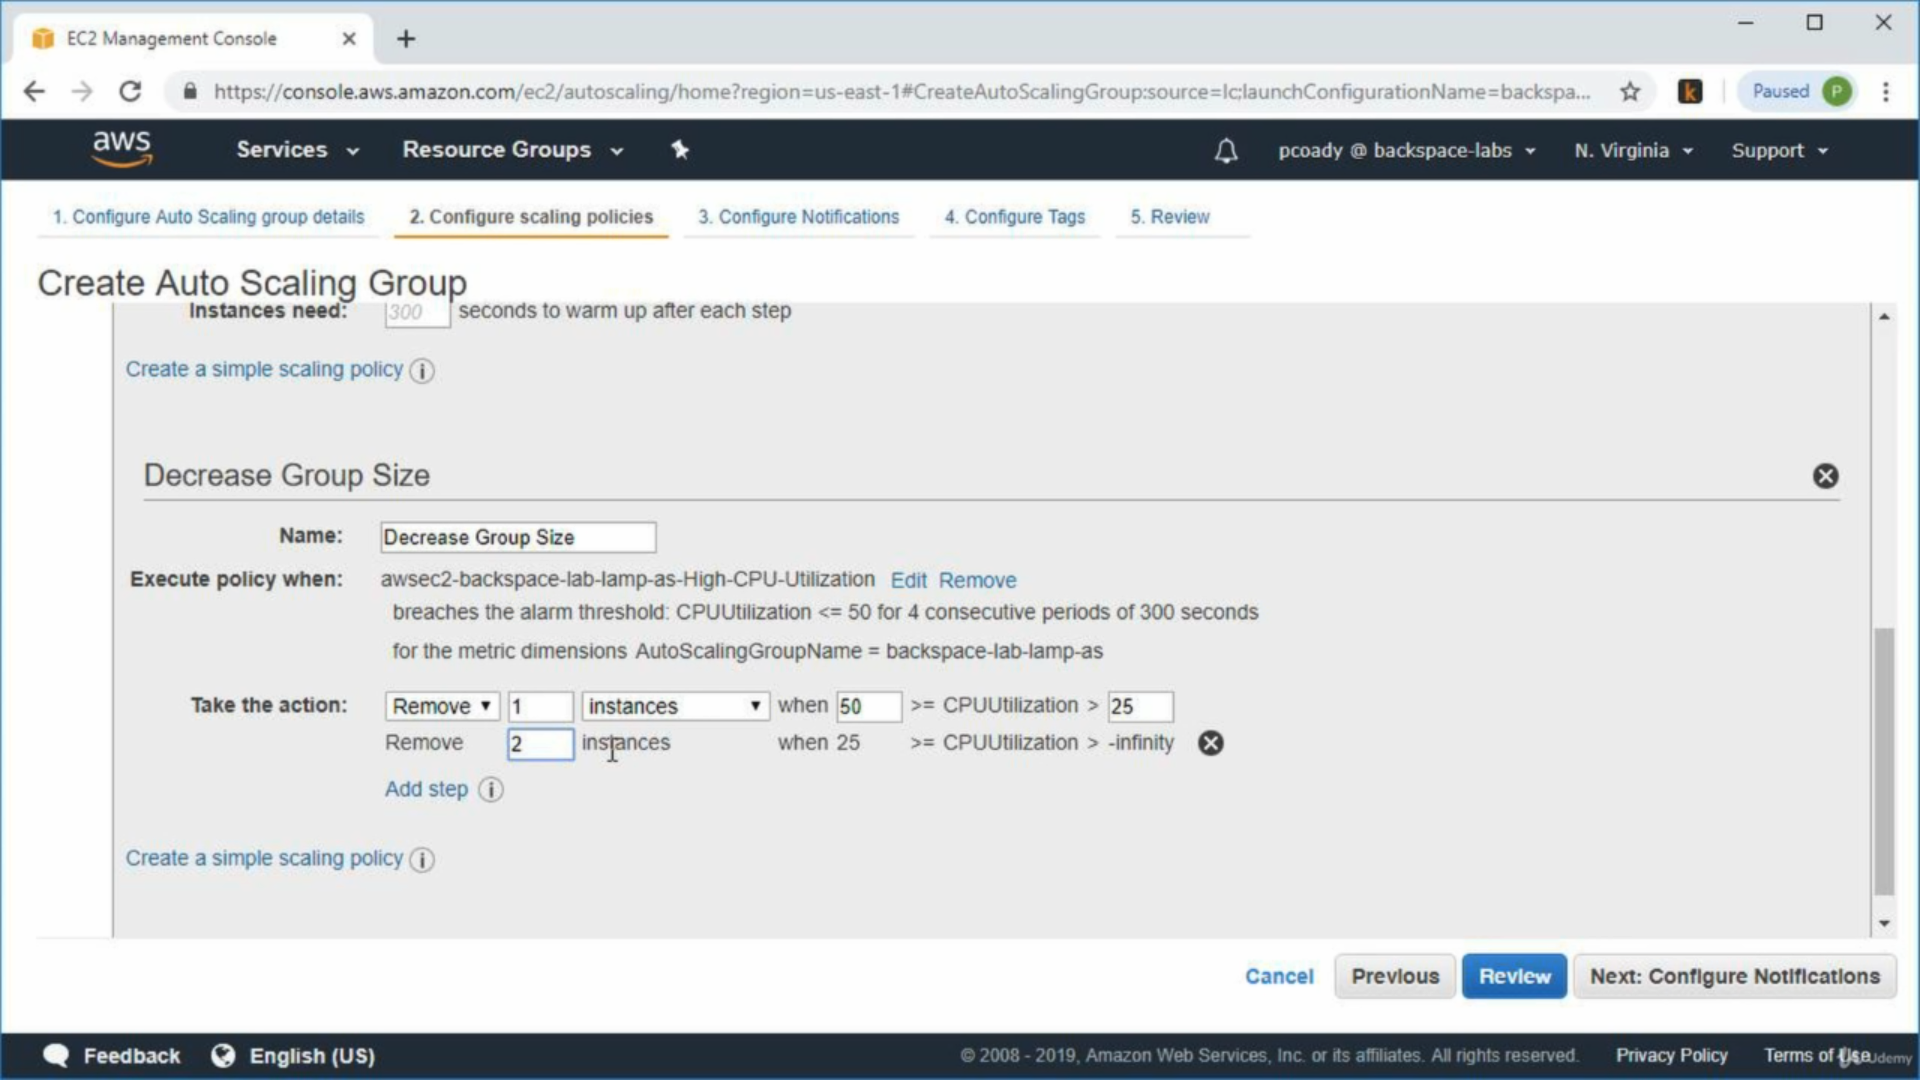 EC2 Management Console
https://console.aws.amazon.com/ec2/autoscaling/home?region=us-east-1#CreateAutoScalingGroup:source=lc;launchConfigurationName=backspa...
k
Paused P
aws Services Resource Groups pcoady @ backspace-labs N. Virginia Support
1. Configure Auto Scaling group details 2. Configure scaling policies 3. Configure Notifications 4. Configure Tags 5. Review
Create Auto Scaling Group
Instances need: 300 seconds to warm up after each step
Create a simple scaling policy i
Decrease Group Size
Name: Decrease Group Size
Execute policy when: awsec2-backspace-lab-lamp-as-High-CPU-Utilization Edit Remove
breaches the alarm threshold: CPUUtilization <= 50 for 4 consecutive periods of 300 seconds
for the metric dimensions AutoScalingGroupName = backspace-lab-lamp-as
Take the action: Remove 1 instances when 50 >= CPUUtilization > 25
Remove 2 instances when 25 >= CPUUtilization > -infinity
Add step i
Create a simple scaling policy i
Cancel Previous Review Next: Configure Notifications
Feedback English (US) © 2008 - 2019, Amazon Web Services, Inc. or its affiliates. All rights reserved. Privacy Policy Terms of Use
Udemy